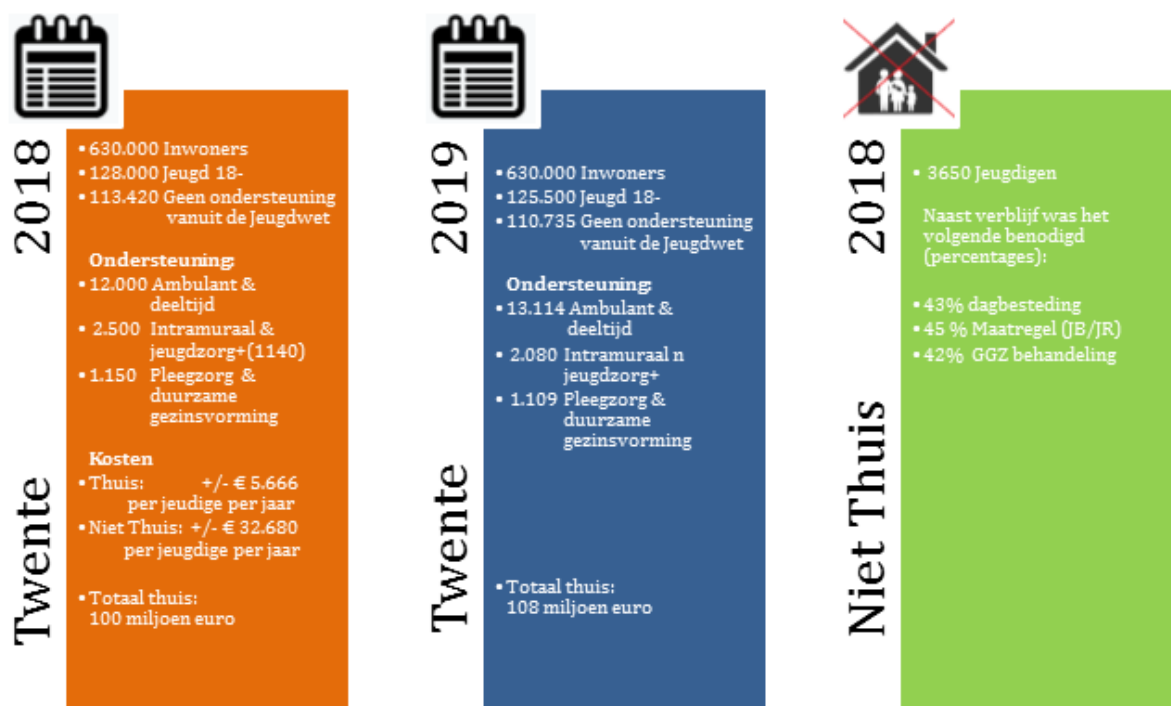 2018
Twente
• 630.000 Inwoners
• 128.000 Jeugd 18-
• 113.420 Geen ondersteuning
vanuit de Jeugdwet
Ondersteuning:
• 12.000 Ambulant &
deeltijd
• 2.500 Intramuraal &
jeugdzorg+(1140)
• 1.150 Pleegzorg &
duurzame
gezinsvorming
Kosten
• Thuis: +/- € 5.666
per jeudige per jaar
• Niet Thuis: +/- € 32.680
per jeugdige per jaar
• Totaal thuis:
100 miljoen euro
2019
Twente
• 630.000 Inwoners
• 125.500 Jeugd 18-
• 110.735 Geen ondersteuning
vanuit de Jeugdwet
Ondersteuning:
• 13.114 Ambulant &
deeltijd
• 2.080 Intramuraal n
jeugdzorg+
• 1.109 Pleegzorg &
duurzame
gezinsvorming
• Totaal thuis:
108 miljoen euro
2018
Niet Thuis
• 3650 Jeugdigen
Naast verblijf was het
volgende benodigd
(percentages):
• 43% dagbesteding
• 45 % Maatregel (JB/JR)
• 42% GGZ behandeling